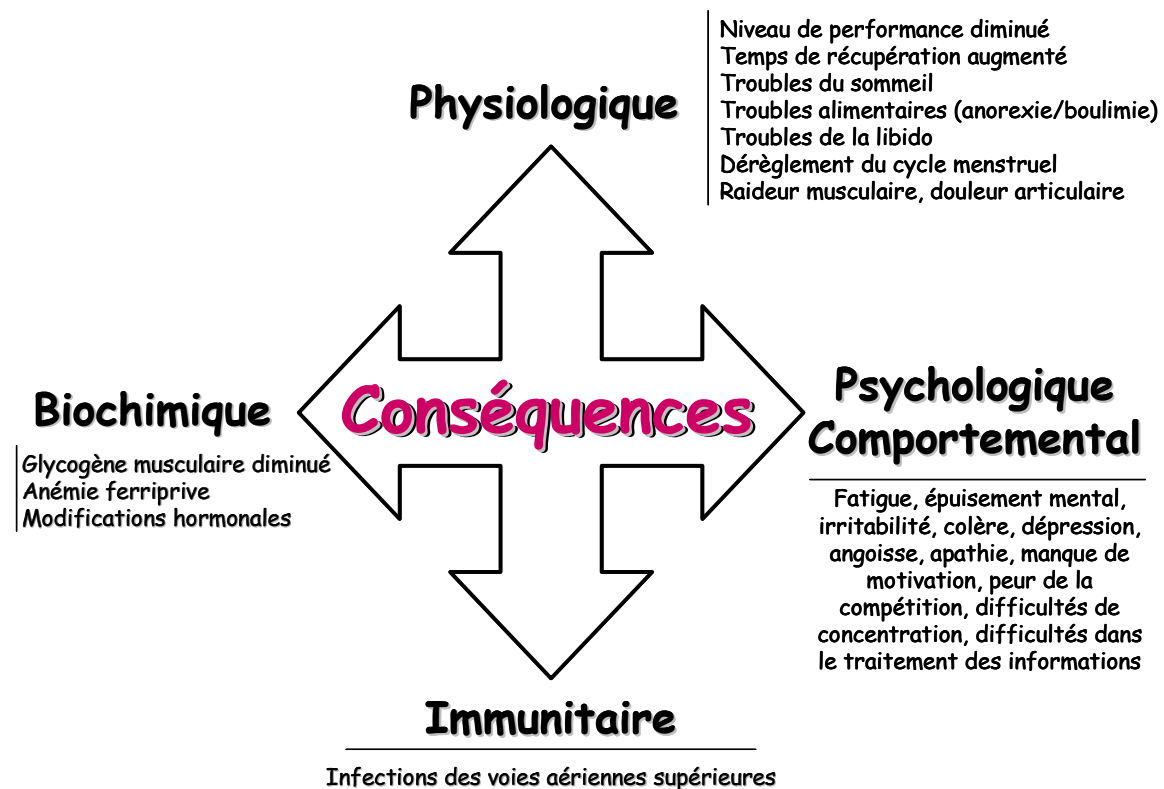 Physiologique
Niveau de performance diminué
Temps de récupération augmenté
Troubles du sommeil
Troubles alimentaires (anorexie/boulimie)
Troubles de la libido
Dérèglement du cycle menstruel
Raideur musculaire, douleur articulaire
Biochimique
Glycogène musculaire diminué
Anémie ferriprive
Modifications hormonales
Conséquences
Psychologique
Comportemental
Fatigue, épuisement mental,
irritabilité, colère, dépression,
angoisse, apathie, manque de
motivation, peur de la
compétition, difficultés de
concentration, difficultés dans
le traitement des informations
Immunitaire
Infections des voies aériennes supérieures